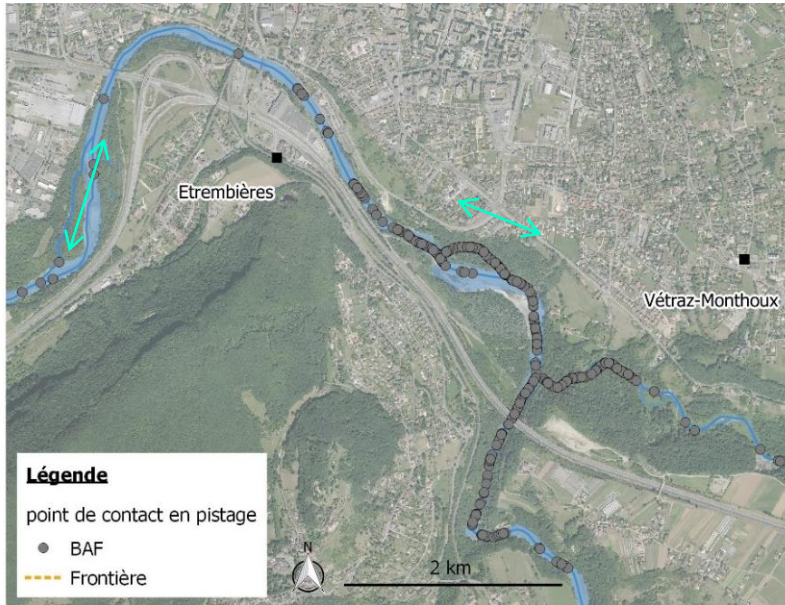 Etrembières
Vétraz-Monthoux
Légende
point de contact en pistage
BAF
Frontière
N
2 km